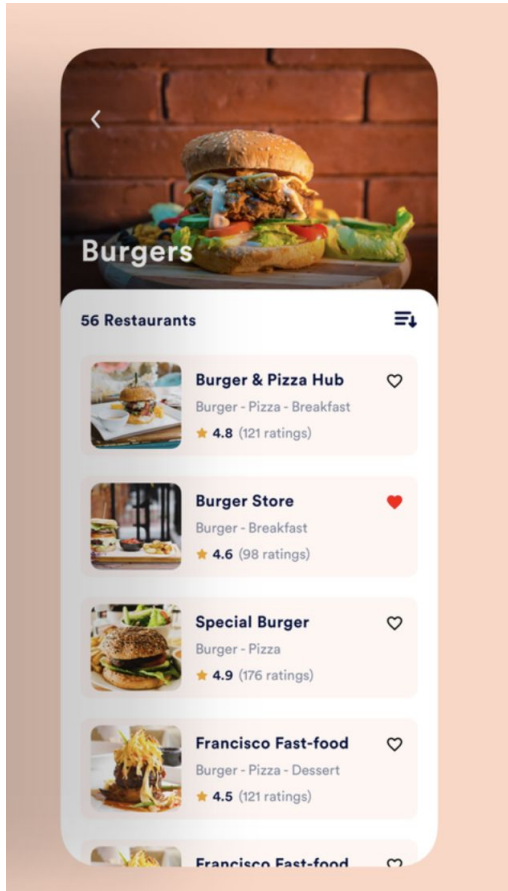 Burgers
56 Restaurants
Burger & Pizza Hub
Burger - Pizza - Breakfast
4.8 (121 ratings)
Burger Store
Burger - Breakfast
4.6 (98 ratings)
Special Burger
Burger - Pizza
4.9 (176 ratings)
Francisco Fast-food
Burger - Pizza - Dessert
4.5 (121 ratings)
Francisco Fast-food